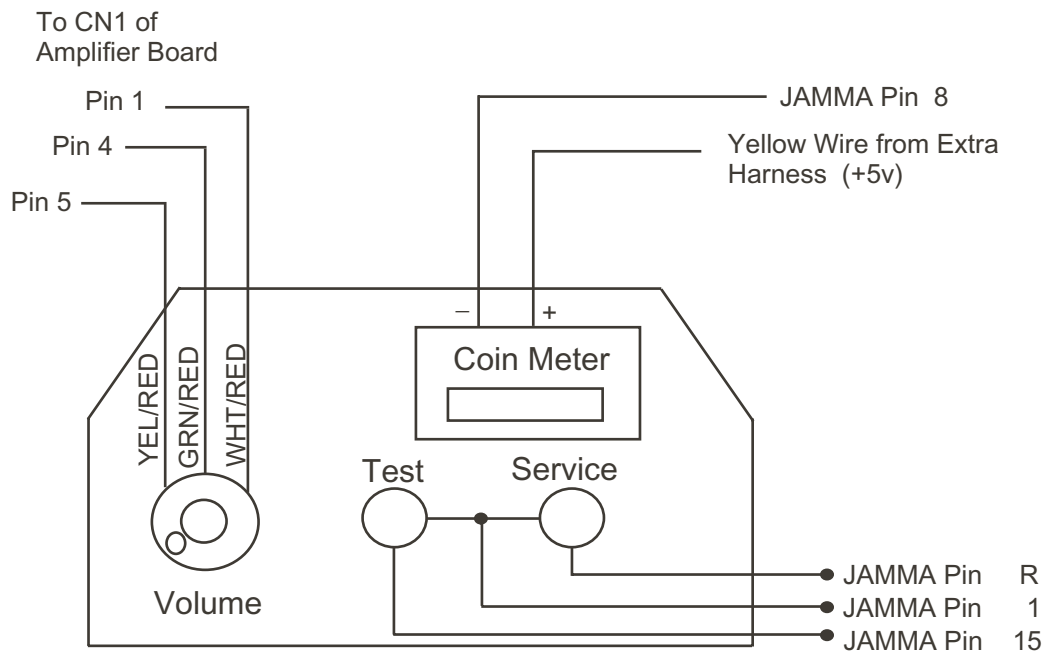 To CN1 of
Amplifier Board
Pin 1
Pin 4
Pin 5
JAMMA Pin 8
Yellow Wire from Extra
Harness (+5v)
YEL/RED
GRN/RED
WHT/RED
– +
Coin Meter
Test
Service
Volume
JAMMA Pin R
JAMMA Pin 1
JAMMA Pin 15